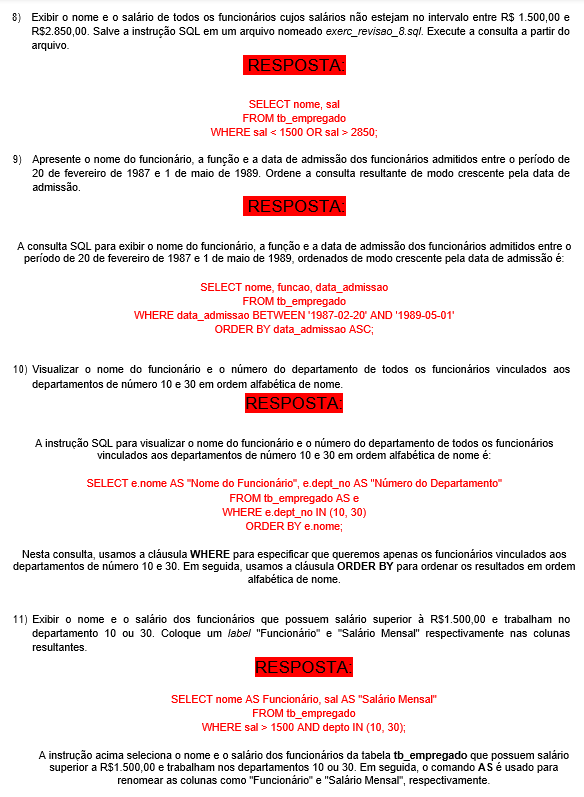 8) Exibir o nome e o salário de todos os funcionários cujos salários não estejam no intervalo entre R$ 1.500,00 e
R$2.850,00. Salve a instrução SQL em um arquivo nomeado exerc_revisao_8.sql. Execute a consulta a partir do
arquivo.
RESPOSTA:
SELECT nome, sal
FROM tb_empregado
WHERE sal < 1500 OR sal > 2850;
9) Apresente o nome do funcionário, a função e a data de admissão dos funcionários admitidos entre o período de
20 de fevereiro de 1987 e 1 de maio de 1989. Ordene a consulta resultante de modo crescente pela data de
admissão.
RESPOSTA:
A consulta SQL para exibir o nome do funcionário, a função e a data de admissão dos funcionários admitidos entre o
período de 20 de fevereiro de 1987 e 1 de maio de 1989, ordenados de modo crescente pela data de admissão é:
SELECT nome, funcao, data_admissao
FROM tb_empregado
WHERE data_admissao BETWEEN '1987-02-20' AND '1989-05-01'
ORDER BY data_admissao ASC;
10) Visualizar o nome do funcionário e o número do departamento de todos os funcionários vinculados aos
departamentos de número 10 e 30 em ordem alfabética de nome.
RESPOSTA:
A instrução SQL para visualizar o nome do funcionário e o número do departamento de todos os funcionários
vinculados aos departamentos de número 10 e 30 em ordem alfabética de nome é:
SELECT e.nome AS "Nome do Funcionário", e.dept_no AS "Número do Departamento"
FROM tb_empregado AS e
WHERE e.dept_no IN (10, 30)
ORDER BY e.nome;
Nesta consulta, usamos a cláusula WHERE para especificar que queremos apenas os funcionários vinculados aos
departamentos de número 10 e 30. Em seguida, usamos a cláusula ORDER BY para ordenar os resultados em ordem
alfabética de nome.
11) Exibir o nome e o salário dos funcionários que possuem salário superior à R$1.500,00 e trabalham no
departamento 10 ou 30. Coloque um label "Funcionário" e "Salário Mensal" respectivamente nas colunas
resultantes.
RESPOSTA:
SELECT nome AS Funcionário, sal AS "Salário Mensal"
FROM tb_empregado
WHERE sal > 1500 AND depto IN (10, 30);
A instrução acima seleciona o nome e o salário dos funcionários da tabela tb_empregado que possuem salário
superior a R$1.500,00 e trabalham nos departamentos 10 ou 30. Em seguida, o comando AS é usado para
renomear as colunas como "Funcionário" e "Salário Mensal", respectivamente.